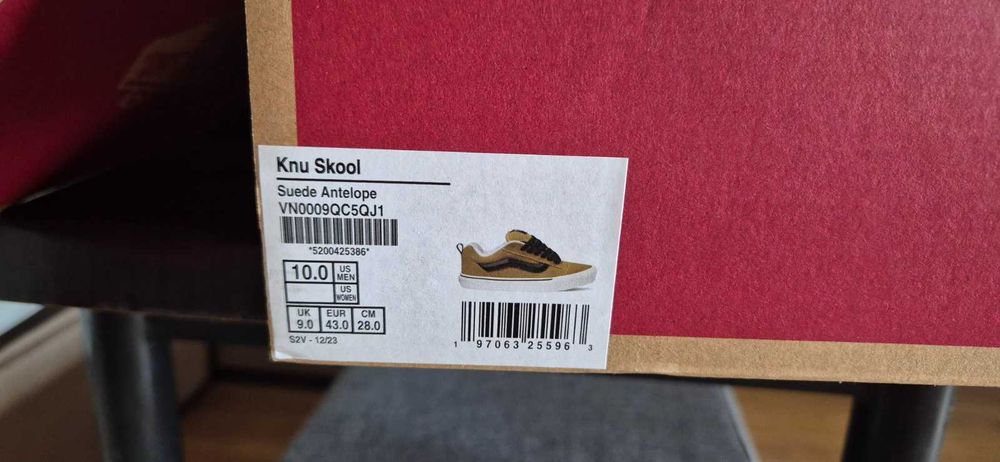 Knu Skool
Suede Antelope
VN0009QC5QJ1
*5200425386*
10.0 US MEN
US WOMEN
UK EUR CM
9.0 43.0 28.0
S2V - 12/23
1 97063 25596 3